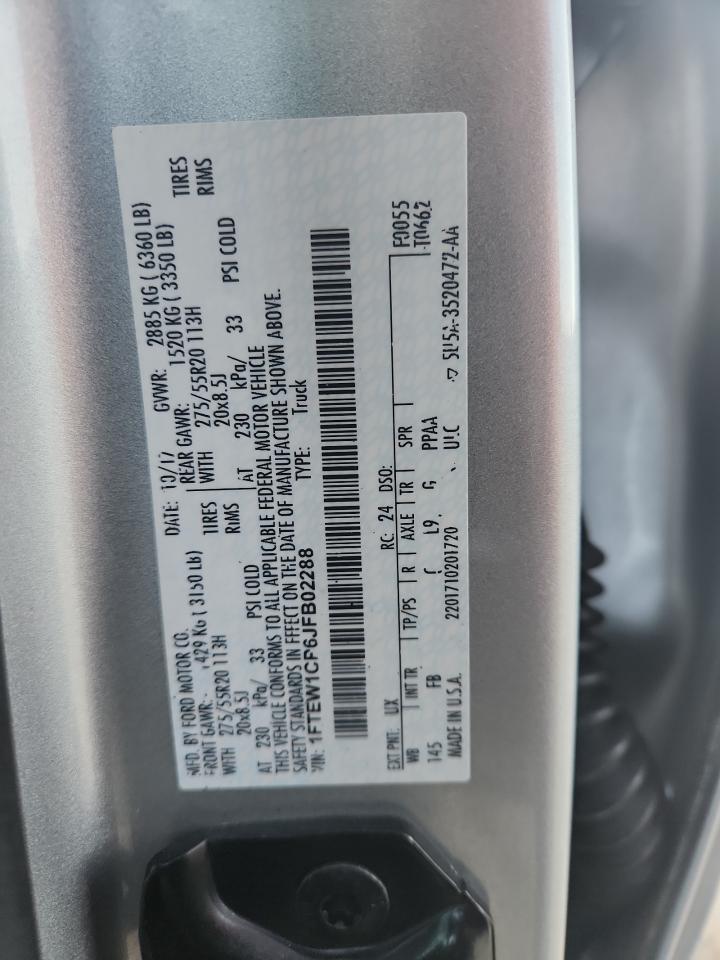 MFD. BY FORD MOTOR CO.
DATE: 10/17 GVWR: 2885 KG ( 6360 LB)
FRONT GAWR: 1429 KG ( 3150 LB) REAR GAWR: 1520 KG ( 3350 LB)
WITH 275/55R20 113H TIRES WITH 275/55R20 113H TIRES
20x8.5J RIMS 20x8.5J RIMS
AT 230 kPa/ 33 PSI COLD AT 230 kPa/ 33 PSI COLD
THIS VEHICLE CONFORMS TO ALL APPLICABLE FEDERAL MOTOR VEHICLE
SAFETY STANDARDS IN EFFECT ON THE DATE OF MANUFACTURE SHOWN ABOVE.
VIN: 1FTEW1CP6JFB02288 TYPE: Truck
EXT PNT: UX RC: 24 DSO: F0055
WB INT TR TP/PS R AXLE TR SPR T0462
145 FB L9 G PPAA
MADE IN U.S.A. 2201710201720 5U5A-3520472-AA